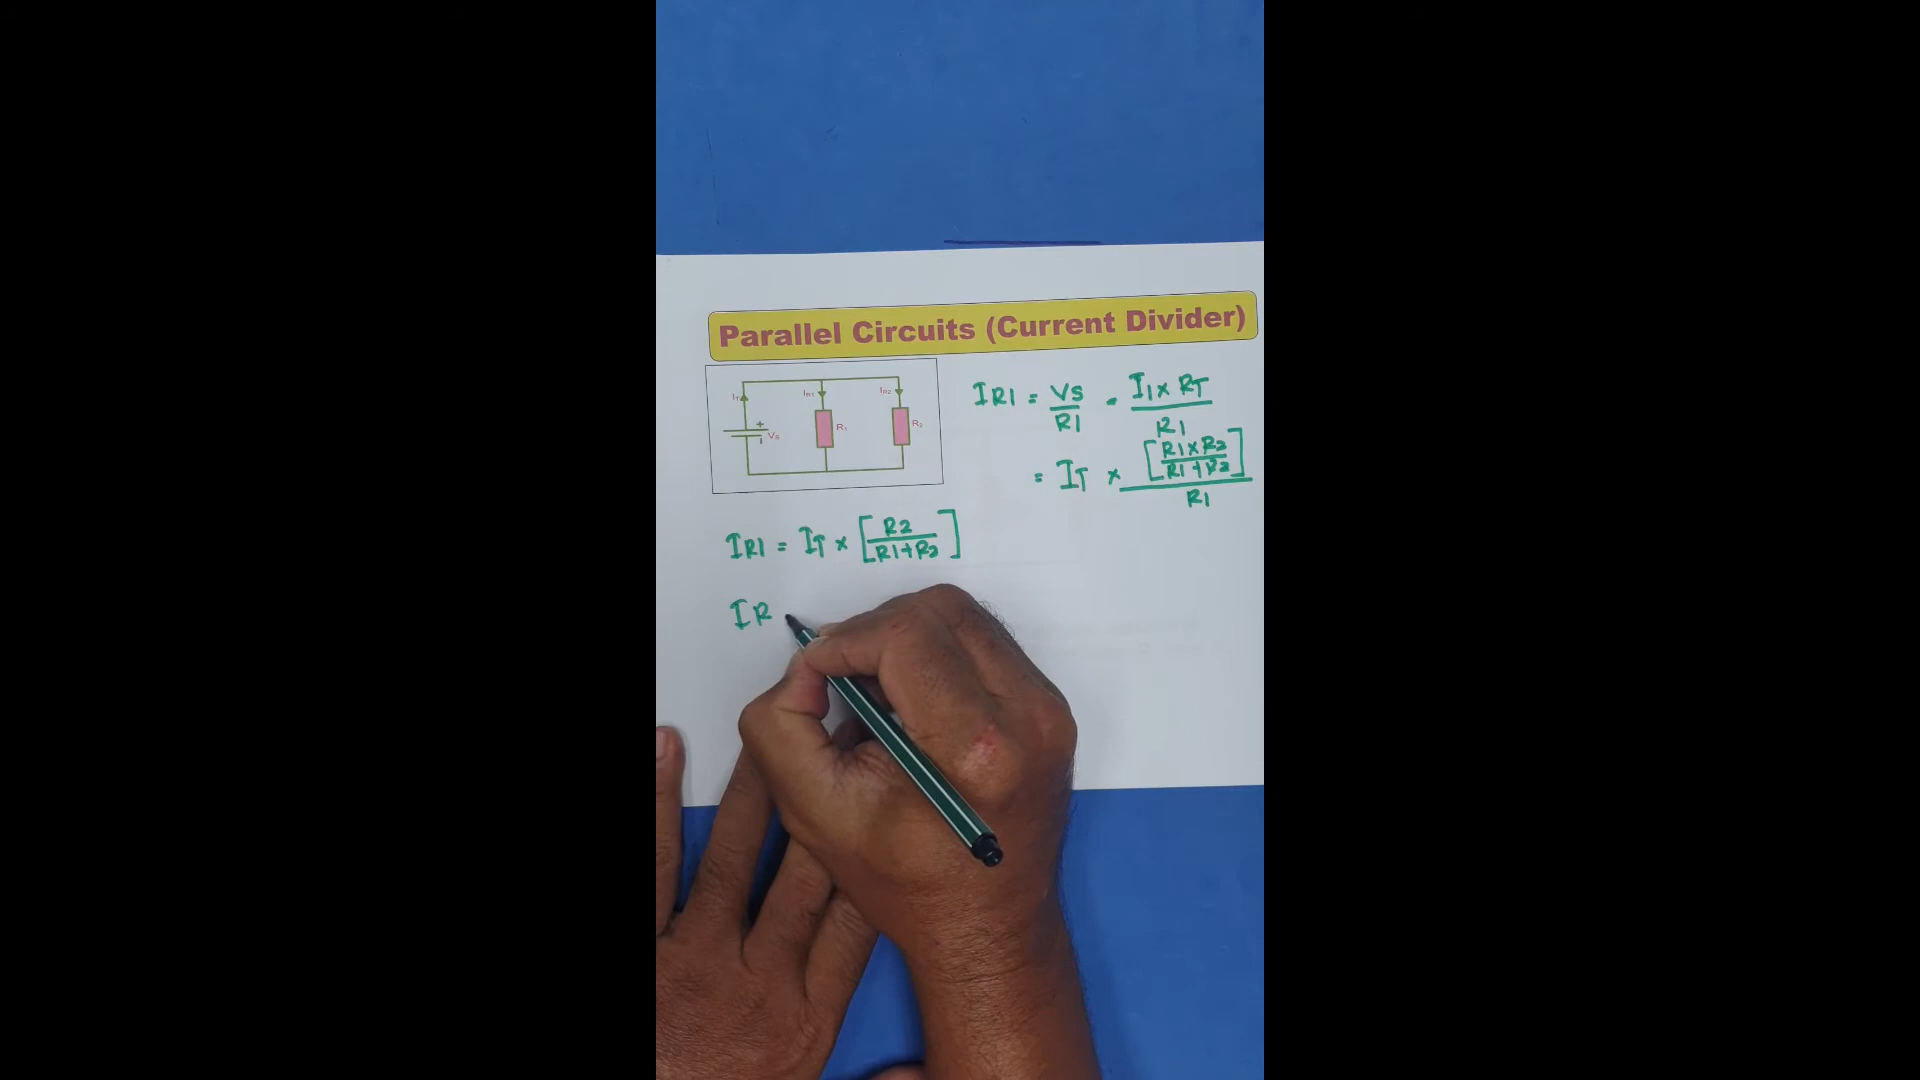 Parallel Circuits (Current Divider)
IT
IR1
IR2
+
VS
R1
R2
IR1 = VS/R1 = I1 x RT/R1
= IT x [R1 x R2/R1 + R2]/R1
IR1 = IT x [R2/R1 + R2]
IR